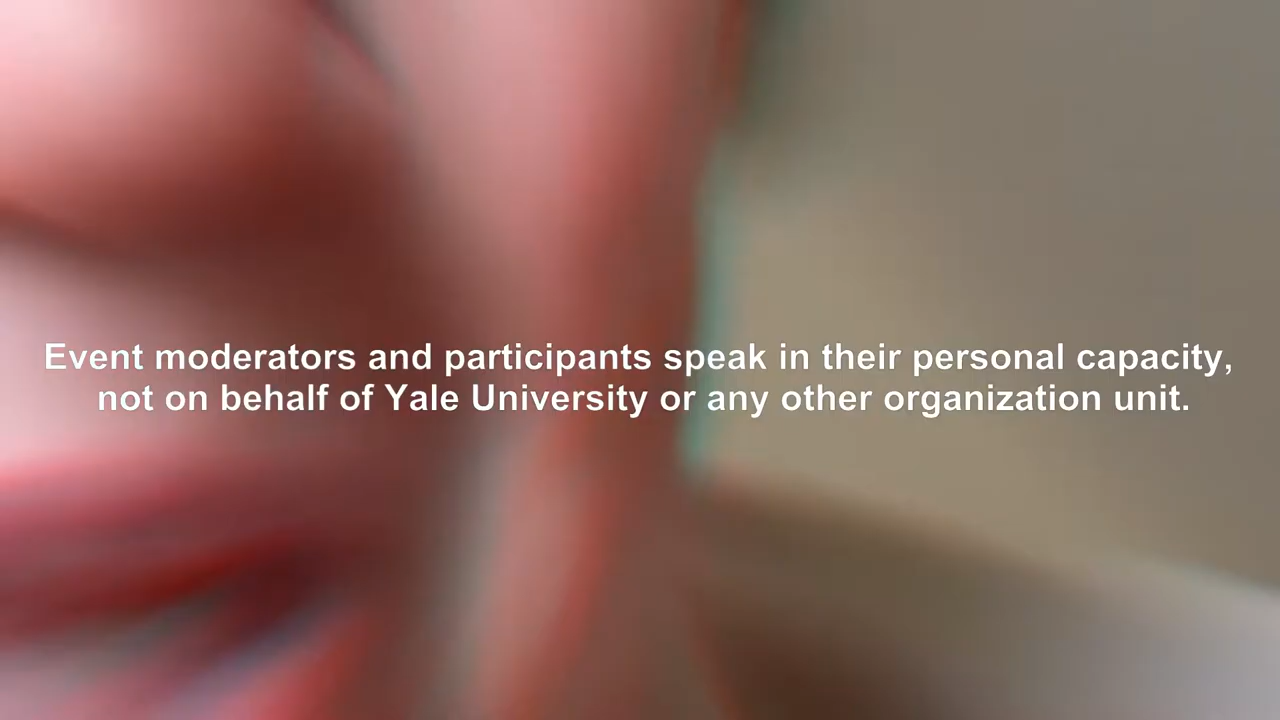 Event moderators and participants speak in their personal capacity,
not on behalf of Yale University or any other organization unit.